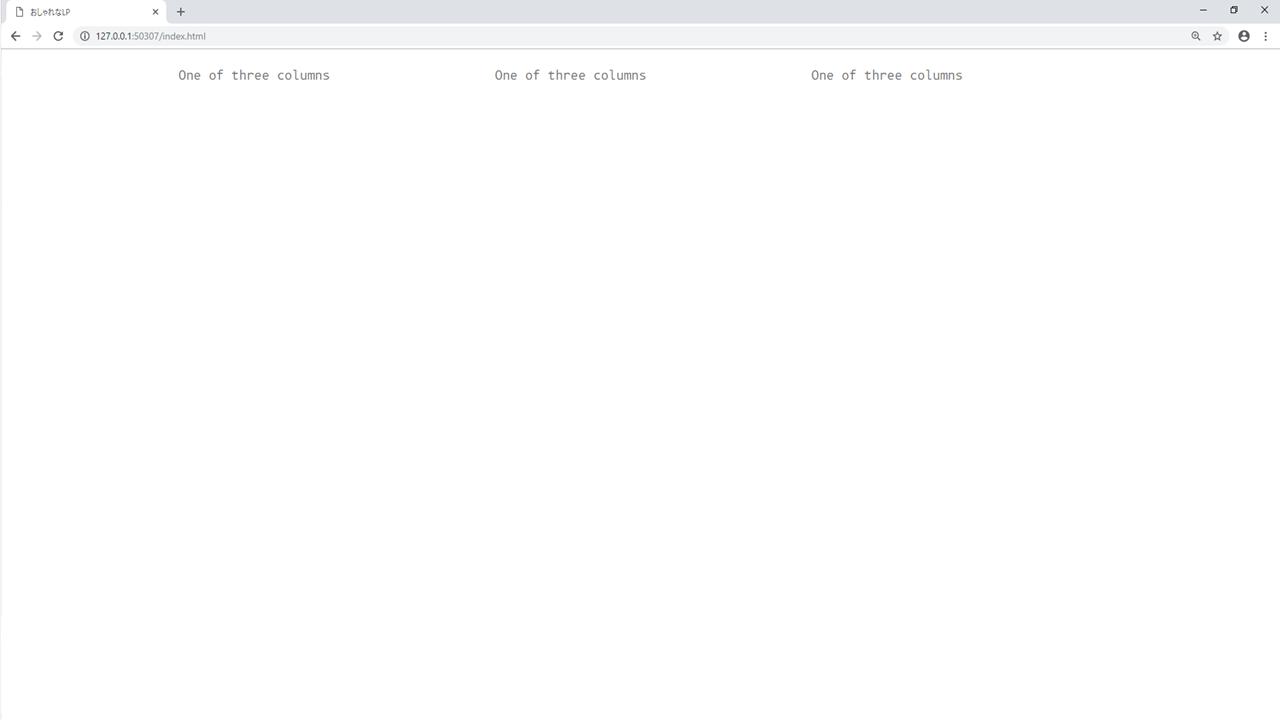 おしゃれなLP
127.0.0.1:50307/index.html
One of three columns One of three columns One of three columns